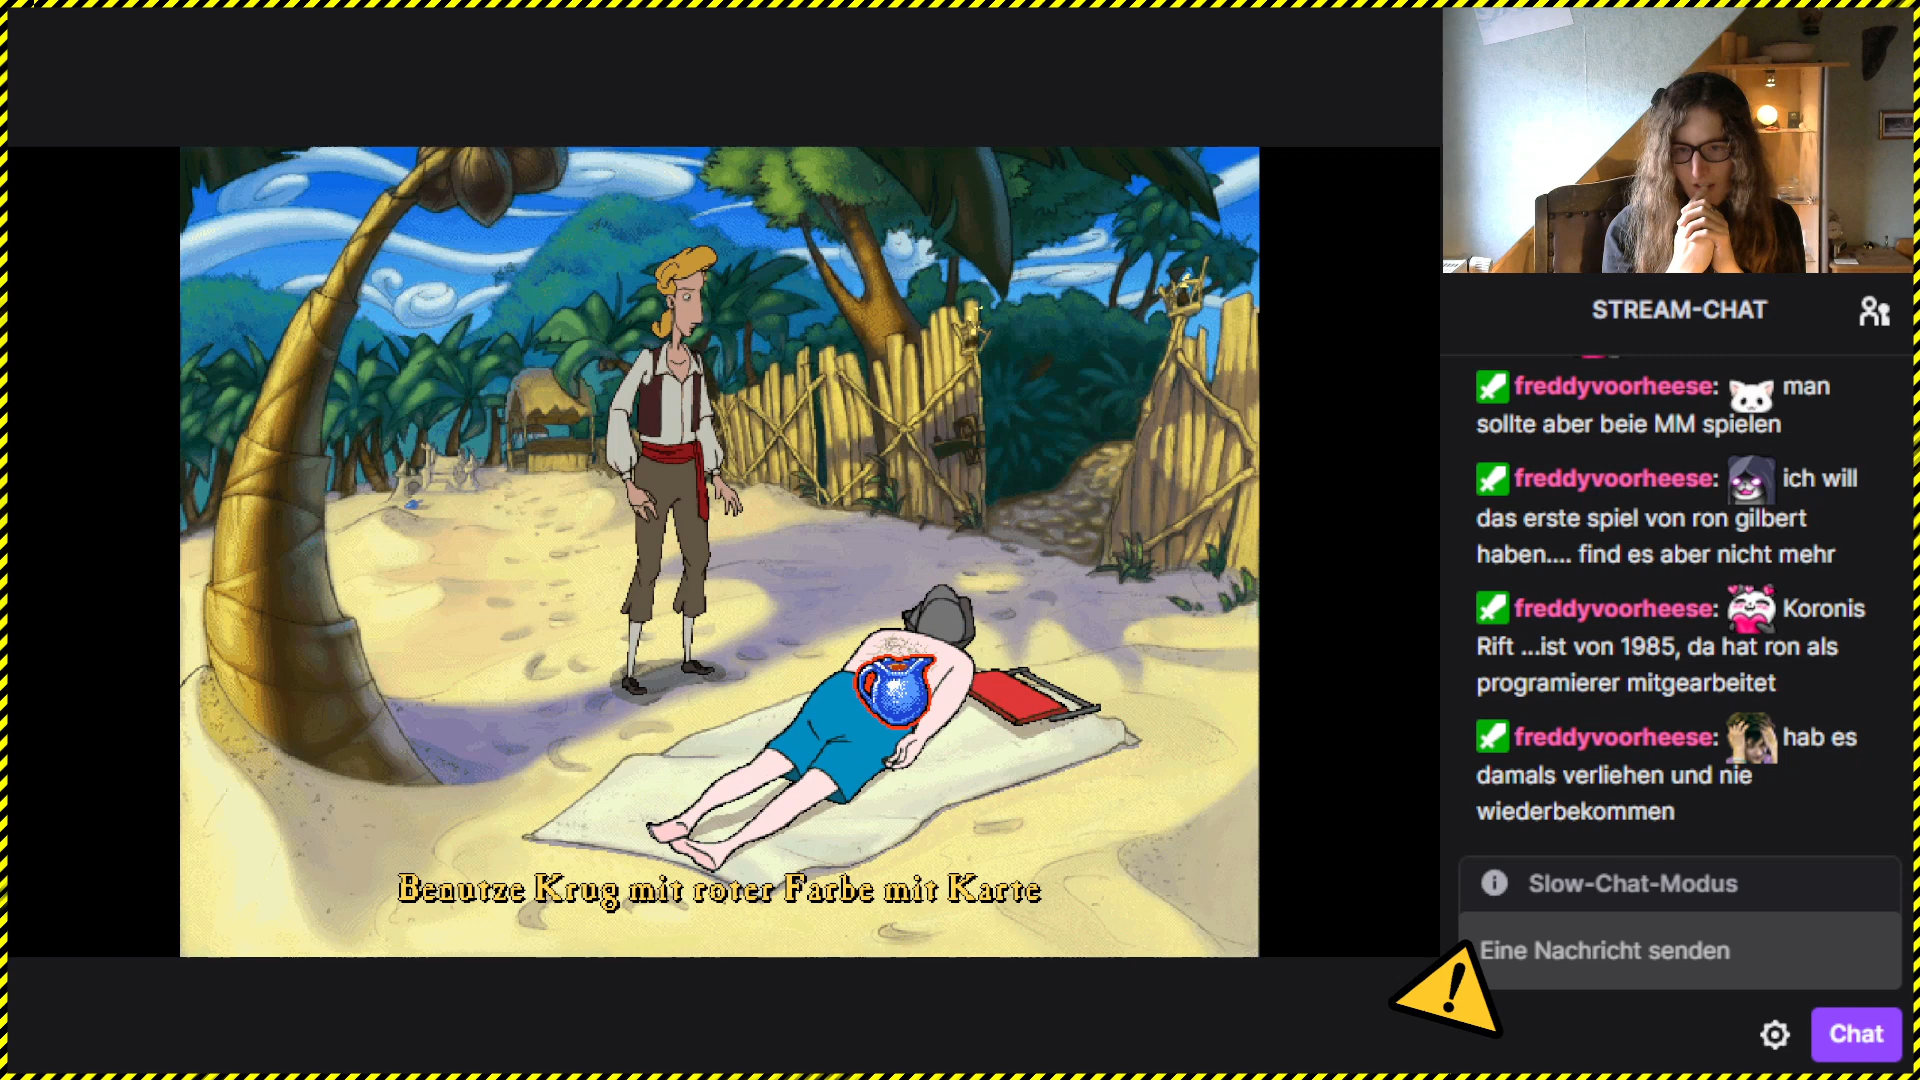 STREAM-CHAT
freddyvoorheese: man
sollte aber beie MM spielen
freddyvoorheese: ich will
das erste spiel von ron gilbert
haben.... find es aber nicht mehr
freddyvoorheese: Koronis
Rift ...ist von 1985, da hat ron als
programierer mitgearbeitet
freddyvoorheese: hab es
damals verliehen und nie
wiederbekommen
Benutze Krug mit roter Farbe mit Karte
Slow-Chat-Modus
Eine Nachricht senden
Chat